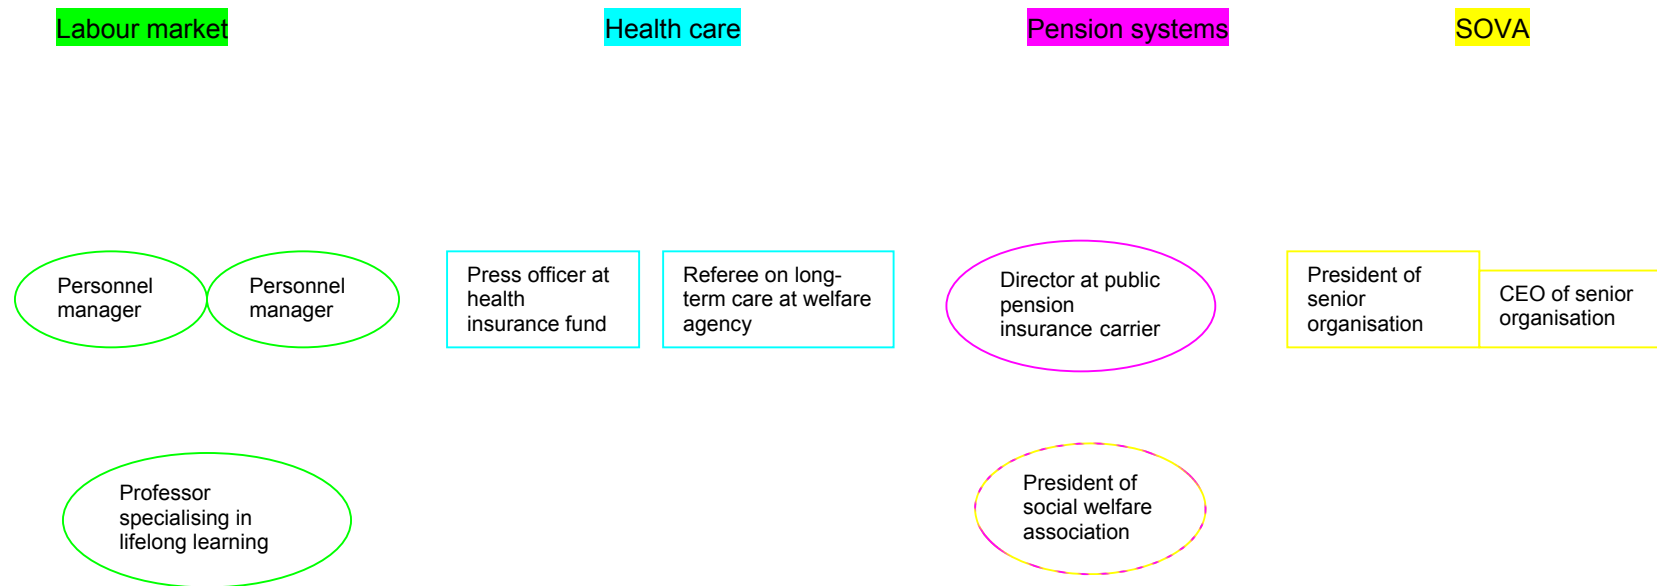 Labour market
Health care
Pension systems
SOVA
Personnel
manager
Personnel
manager
Press officer at
health
insurance fund
Referee on long-
term care at welfare
agency
Director at public
pension
insurance carrier
President of
senior
organisation
CEO of senior
organisation
Professor
specialising in
lifelong learning
President of
social welfare
association